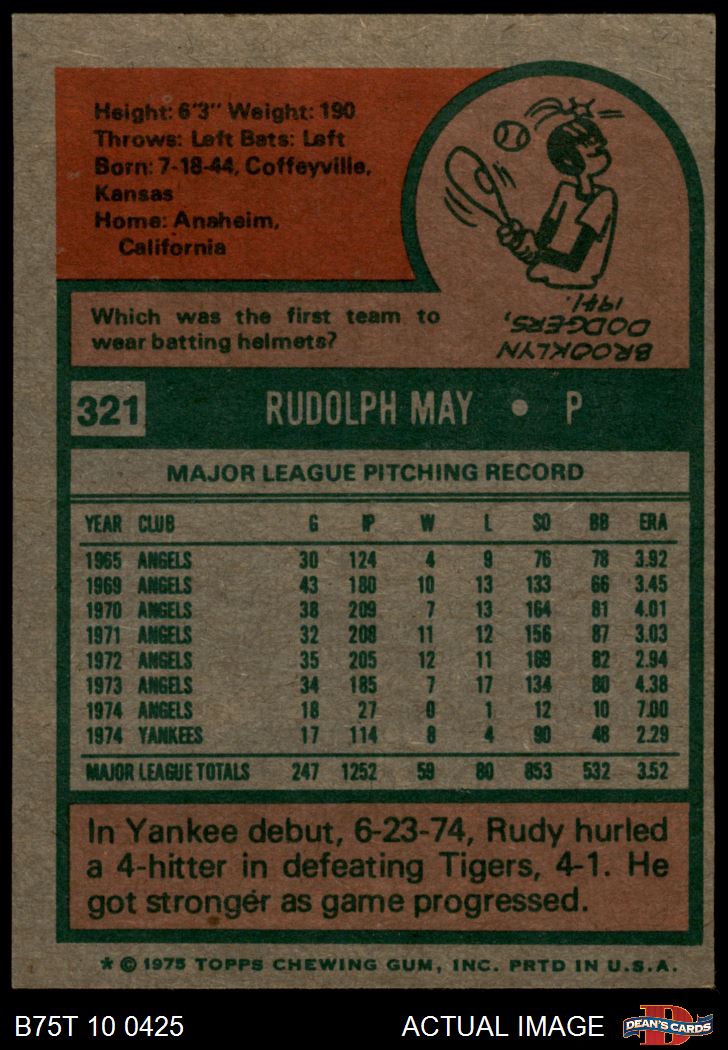 Height: 6'3" Weight: 190
Throws: Left Bats: Left
Born: 7-18-44, Coffeyville,
Kansas
Home: Anaheim,
California
Which was the first team to
wear batting helmets?
BROOKLYN
DODGERS,
1941.
321 RUDOLPH MAY • P
MAJOR LEAGUE PITCHING RECORD
YEAR CLUB G IP W L SO BB ERA
1965 ANGELS 30 124 4 9 76 78 3.92
1969 ANGELS 43 180 10 13 133 66 3.45
1970 ANGELS 38 209 7 13 164 81 4.01
1971 ANGELS 32 208 11 12 156 87 3.03
1972 ANGELS 35 205 12 11 169 82 2.94
1973 ANGELS 34 185 7 17 134 80 4.38
1974 ANGELS 18 27 0 1 12 10 7.00
1974 YANKEES 17 114 8 4 90 48 2.29
MAJOR LEAGUE TOTALS 247 1252 59 80 853 532 3.52
In Yankee debut, 6-23-74, Rudy hurled
a 4-hitter in defeating Tigers, 4-1. He
got stronger as game progressed.
* © 1975 TOPPS CHEWING GUM, INC. PRTD IN U.S.A.
B75T 10 0425 ACTUAL IMAGE DEAN'S CARDS